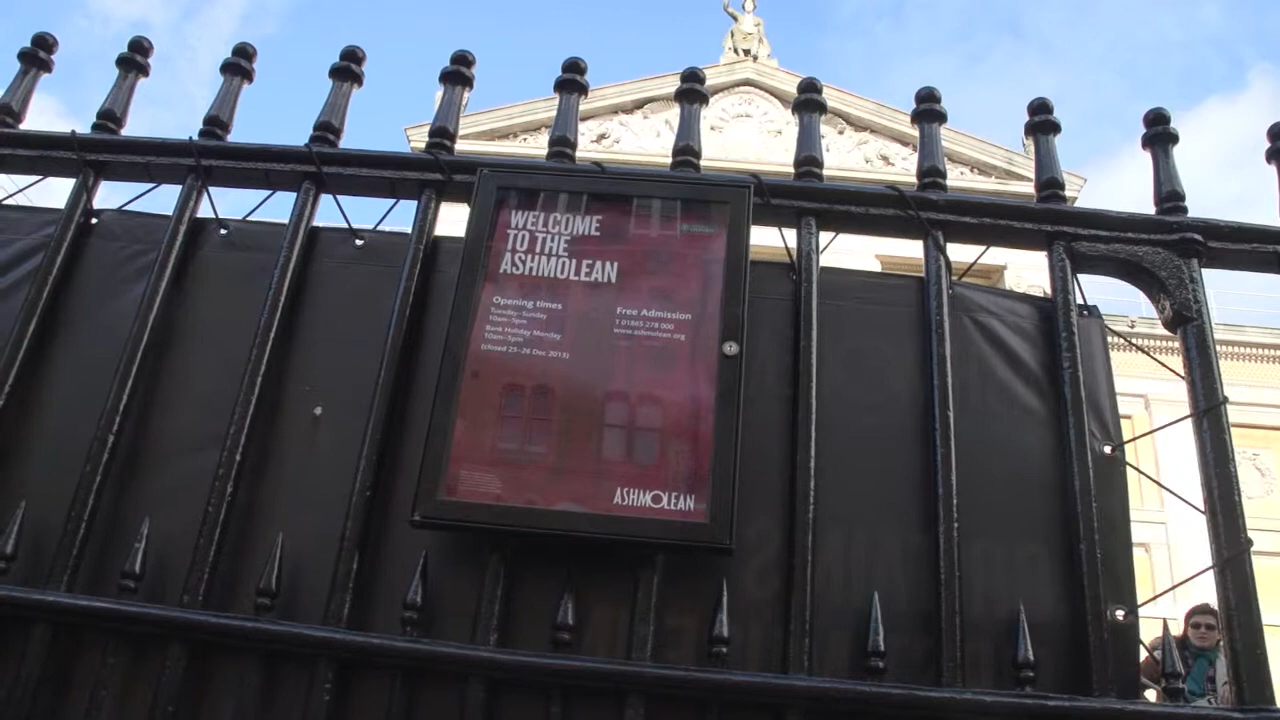 WELCOME
TO THE
ASHMOLEAN
Opening times
Tuesday–Sunday
10am–5pm
Bank Holiday Monday
10am–5pm
(closed 25–26 Dec 2013)
Free Admission
T 01865 278 000
www.ashmolean.org
ASHMOLEAN